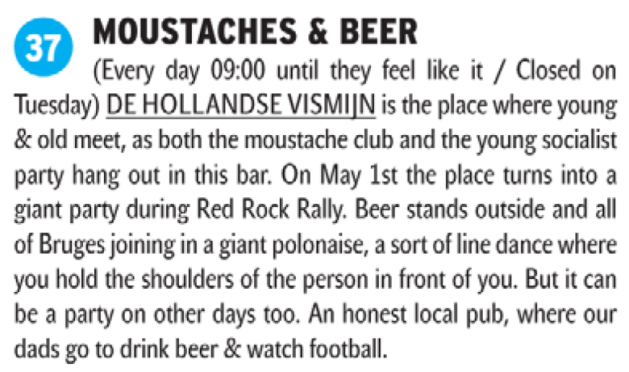 37 MOUSTACHES & BEER
(Every day 09:00 until they feel like it / Closed on
Tuesday) DE HOLLANDSE VISMIJN is the place where young
& old meet, as both the moustache club and the young socialist
party hang out in this bar. On May 1st the place turns into a
giant party during Red Rock Rally. Beer stands outside and all
of Bruges joining in a giant polonaise, a sort of line dance where
you hold the shoulders of the person in front of you. But it can
be a party on other days too. An honest local pub, where our
dads go to drink beer & watch football.